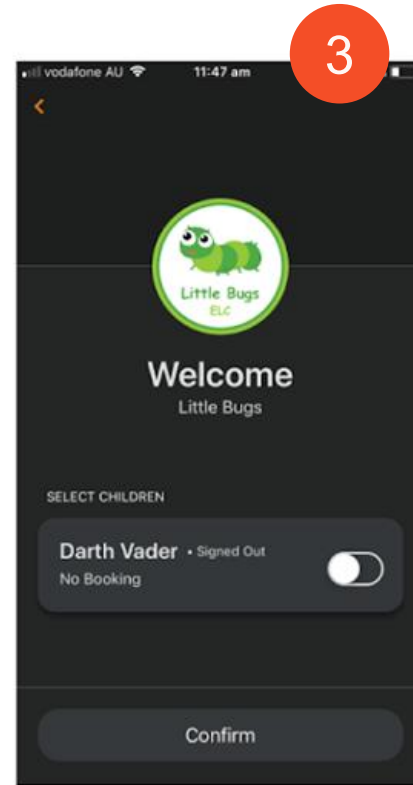 3
vodafone AU 11:47 am
Little Bugs
ELC
Welcome
Little Bugs
SELECT CHILDREN
Darth Vader • Signed Out
No Booking
Confirm